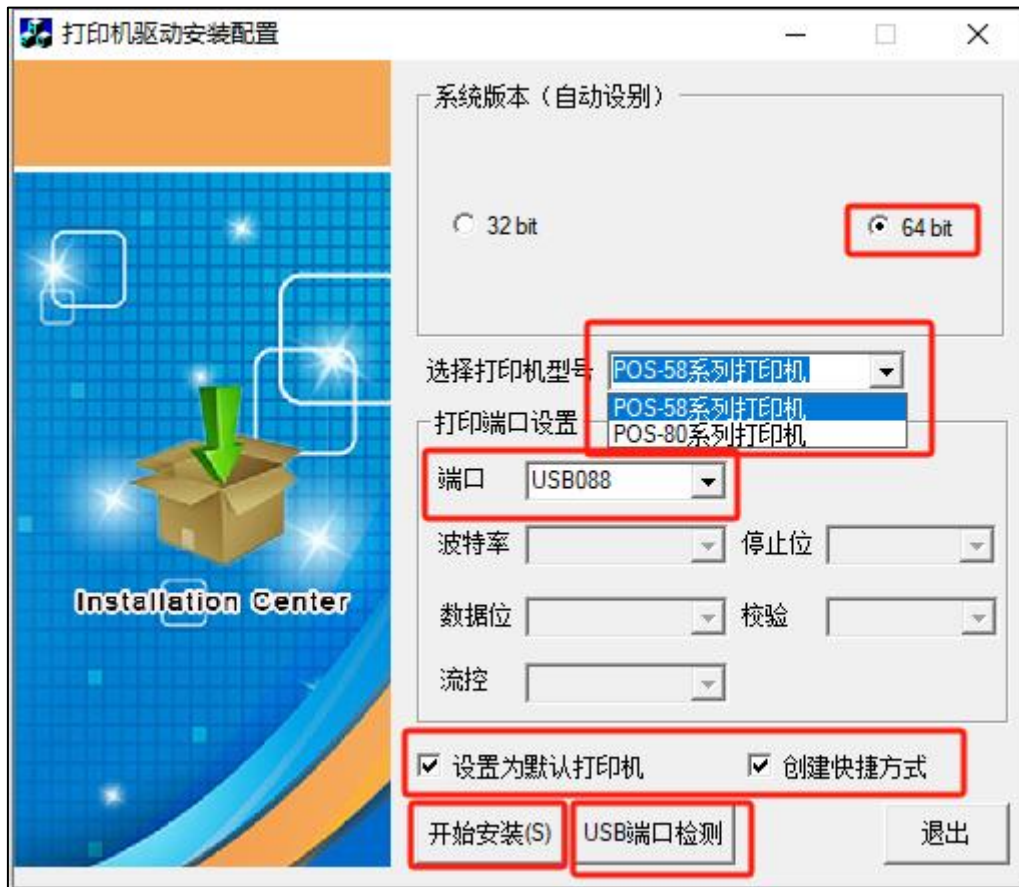 打印机驱动安装配置
系统版本（自动设别）
32 bit
64 bit
选择打印机型号
POS-58系列打印机
POS-58系列打印机
POS-80系列打印机
打印端口设置
端口
USB088
波特率
停止位
数据位
校验
流控
设置为默认打印机
创建快捷方式
开始安装(S)
USB端口检测
退出
Installation Center